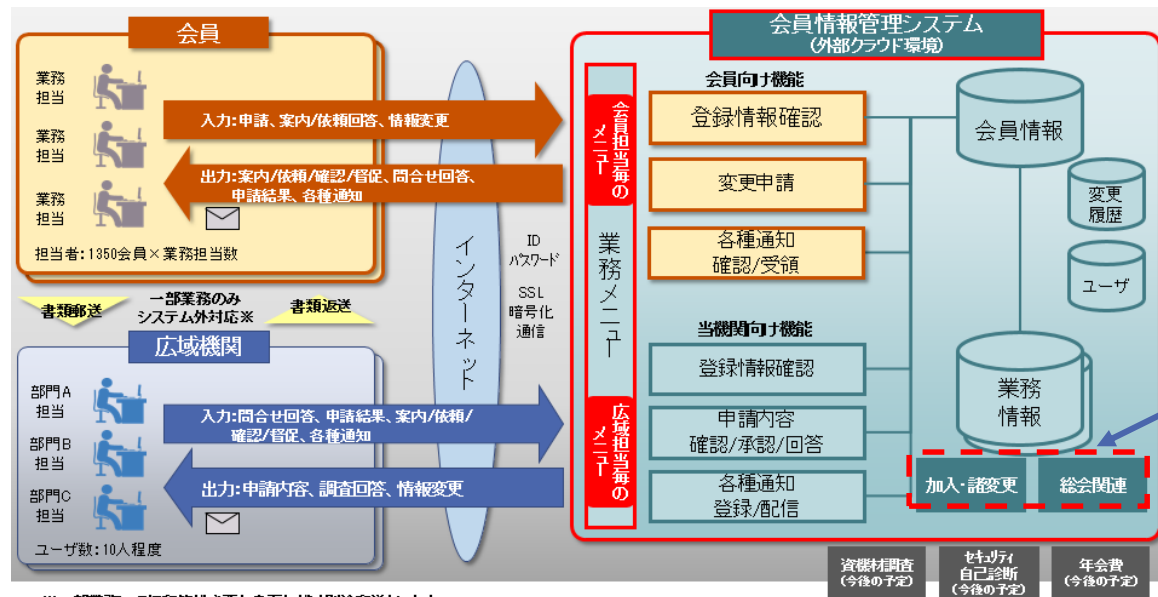 会員
業務
担当
業務
担当
業務
担当
担当者:1350会員×業務担当数
入力:申請、案内/依頼回答、情報変更
出力:案内/依頼/確認/督促、問合せ回答、
申請結果、各種通知
書類郵送
一部業務のみ
システム外対応※
書類返送
広域機関
部門A
担当
部門B
担当
部門C
担当
ユーザ数:10人程度
入力:問合せ回答、申請結果、案内/依頼/
確認/督促、各種通知
出力:申請内容、調査回答、情報変更
インターネット
ID
パスワード
SSL
暗号化
通信
会員情報管理システム
(外部クラウド環境)
会員担当毎の
メニュー
業務メニュー
広域担当毎の
メニュー
会員向け機能
登録情報確認
変更申請
各種通知
確認/受領
当機関向け機能
登録情報確認
申請内容
確認/承認/回答
各種通知
登録/配信
会員情報
変更
履歴
ユーザ
業務
情報
加入・諸変更
総会関連
資機材調査
(今後の予定)
セキュリティ
自己診断
(今後の予定)
年会費
(今後の予定)